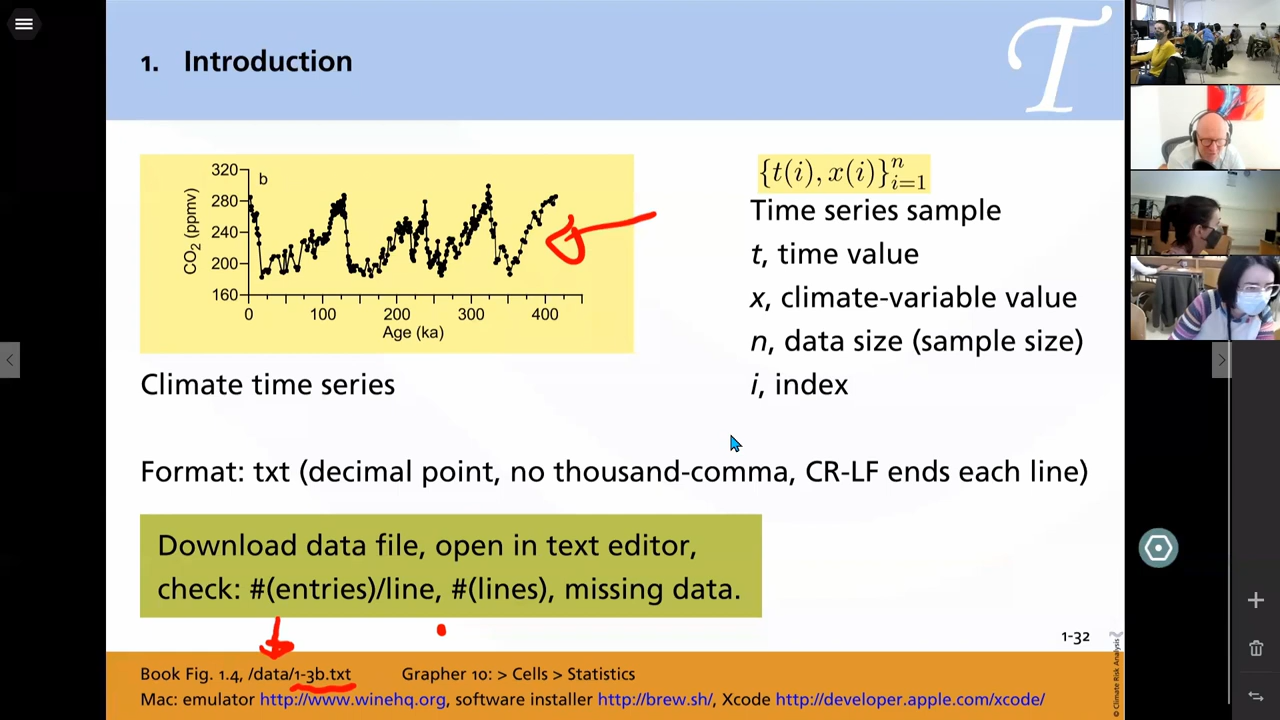 1. Introduction
T
320
280
240
200
160
b
CO2 (ppmv)
0 100 200 300 400
Age (ka)
Climate time series
{t(i), x(i)}ⁿᵢ₌₁
Time series sample
t, time value
x, climate-variable value
n, data size (sample size)
i, index
Format: txt (decimal point, no thousand-comma, CR-LF ends each line)
Download data file, open in text editor,
check: #(entries)/line, #(lines), missing data.
1-32
Book Fig. 1.4, /data/1-3b.txt Grapher 10: > Cells > Statistics
Mac: emulator http://www.winehq.org, software installer http://brew.sh/, Xcode http://developer.apple.com/xcode/
© Climate Risk Analysis